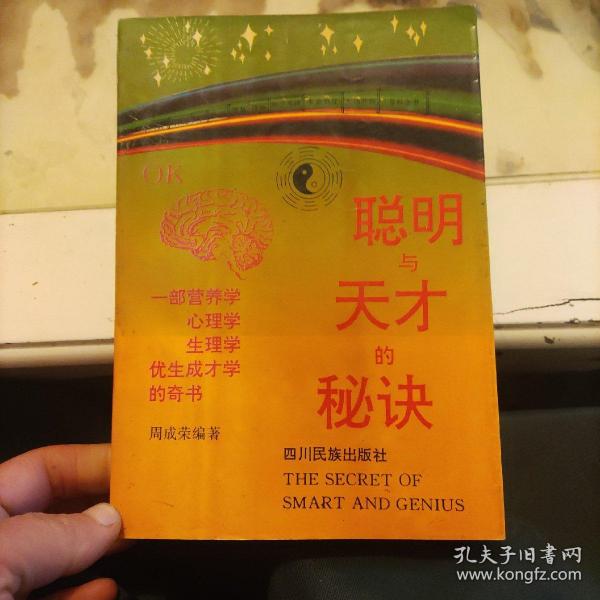 OK
聪明
与
天才
的
秘诀
一部营养学
心理学
生理学
优生成才学
的奇书
周成荣编著
四川民族出版社
THE SECRET OF
SMART AND GENIUS
孔夫子旧书网
www.kongfz.com